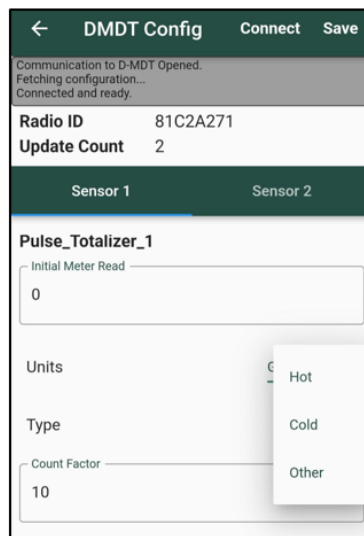 ← DMDT Config Connect Save
Communication to D-MDT Opened.
Fetching configuration...
Connected and ready.
Radio ID 81C2A271
Update Count 2
Sensor 1 Sensor 2
Pulse_Totalizer_1
Initial Meter Read
0
Units
Hot
Type
Cold
Count Factor
Other
10